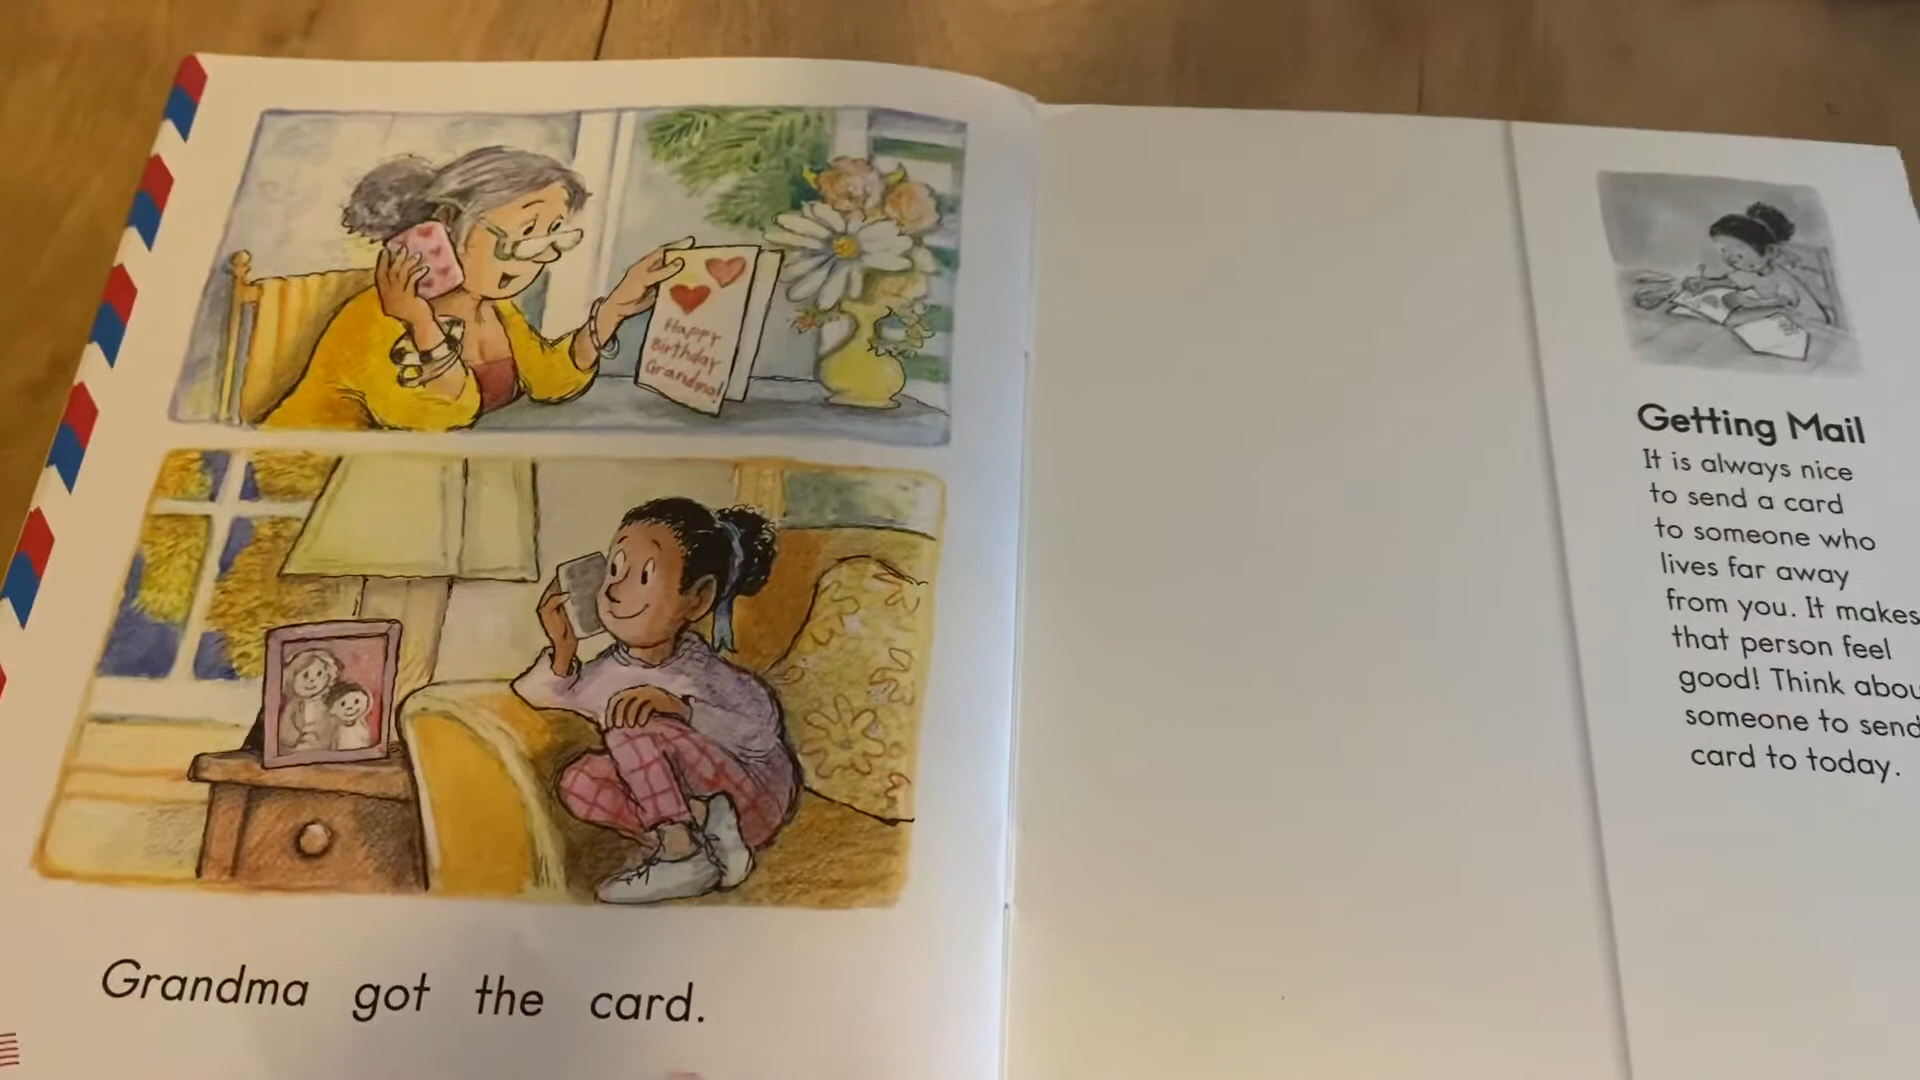 Happy
Birthday
Grandma!
Grandma got the card.
Getting Mail
It is always nice
to send a card
to someone who
lives far away
from you. It makes
that person feel
good! Think
someone to send
card to today.